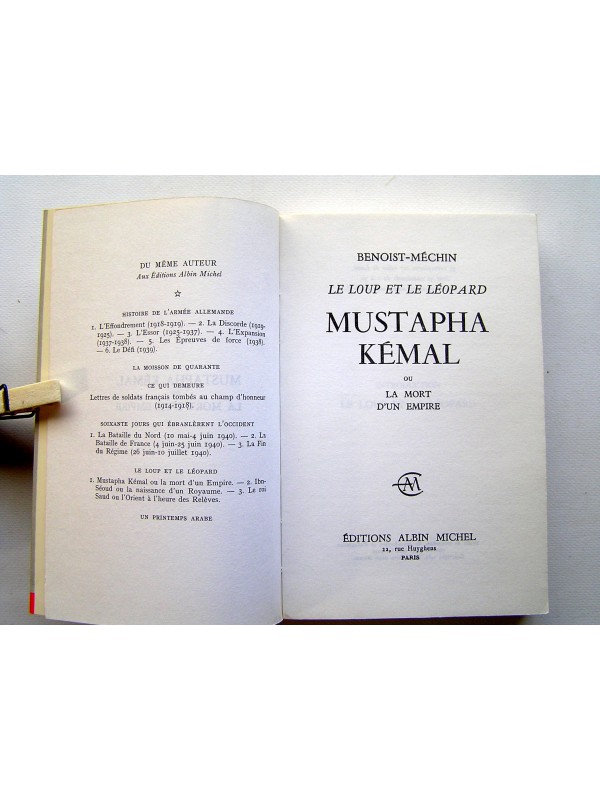 DU MÊME AUTEUR
Aux Éditions Albin Michel
HISTOIRE DE L'ARMÉE ALLEMANDE
1. L'Effondrement (1918-1919). — 2. La Discorde (1919-
1925). — 3. L'Essor (1925-1937). — 4. L'Expansion
(1937-1938). — 5. Les Épreuves de force (1938).
— 6. Le Défi (1939).
LA MOISSON DE QUARANTE
CE QUI DEMEURE
Lettres de soldats français tombés au champ d'honneur
(1914-1918).
SOIXANTE JOURS QUI ÉBRANLÈRENT L'OCCIDENT
1. La Bataille du Nord (10 mai-4 juin 1940). — 2. La
Bataille de France (4 juin-25 juin 1940). — 3. La Fin
du Régime (26 juin-10 juillet 1940).
LE LOUP ET LE LÉOPARD
1. Mustapha Kémal ou la mort d'un Empire. — 2. Ibn-
Séoud ou la naissance d'un Royaume. — 3. Le roi
Saud ou l'Orient à l'heure des Relèves.
UN PRINTEMPS ARABE
BENOIST-MÉCHIN
LE LOUP ET LE LÉOPARD
MUSTAPHA
KÉMAL
OU
LA MORT
D'UN EMPIRE
AM
ÉDITIONS ALBIN MICHEL
22, rue Huyghens
PARIS